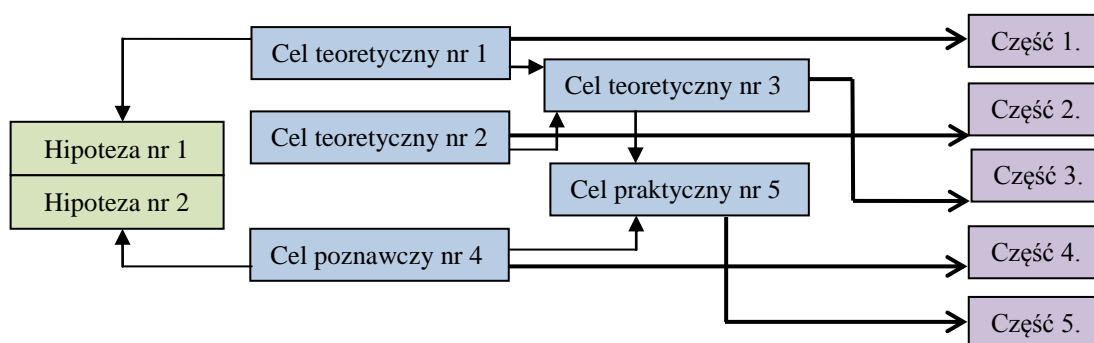 Cel teoretyczny nr 1
Część 1.
Cel teoretyczny nr 3
Hipoteza nr 1
Cel teoretyczny nr 2
Część 2.
Hipoteza nr 2
Cel praktyczny nr 5
Część 3.
Cel poznawczy nr 4
Część 4.
Część 5.